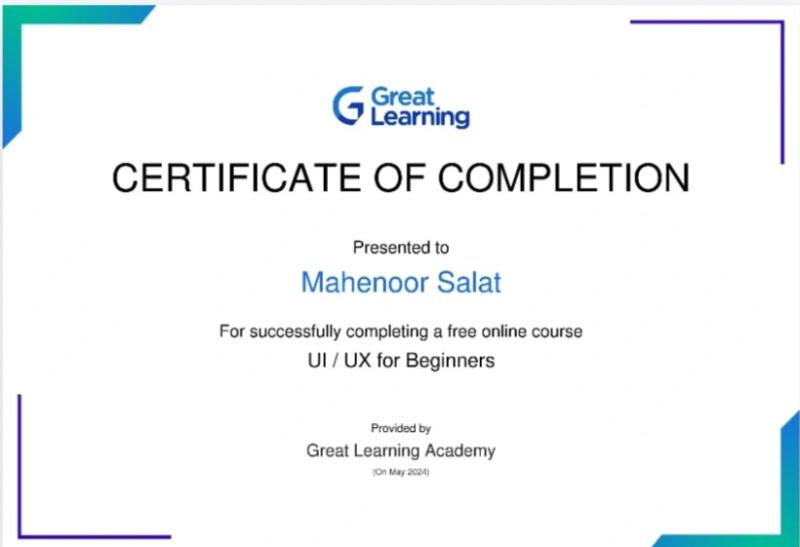 Great
Learning
CERTIFICATE OF COMPLETION
Presented to
Mahenoor Salat
For successfully completing a free online course
UI / UX for Beginners
Provided by
Great Learning Academy
(On May 2024)